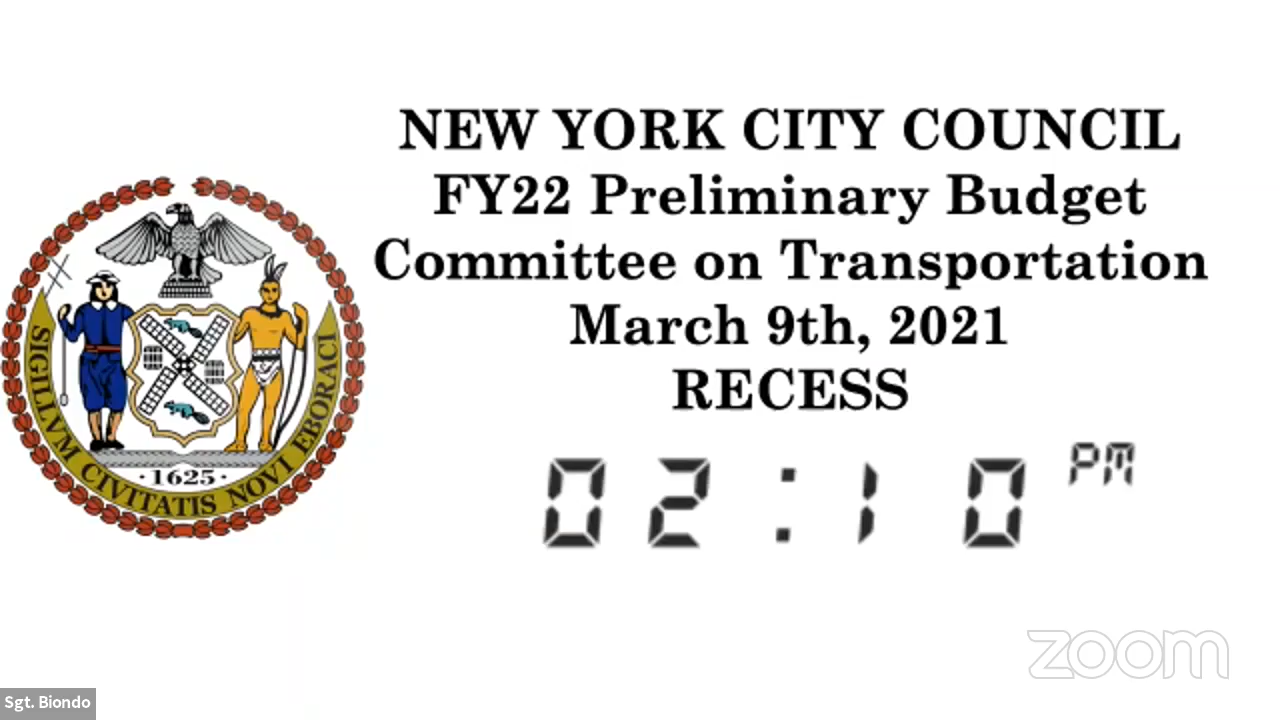 NEW YORK CITY COUNCIL
FY22 Preliminary Budget
Committee on Transportation
March 9th, 2021
RECESS
02:10 PM
SIGILLVM CIVITATIS NOVI EBORACI
·1625·
zoom
Sgt. Biondo